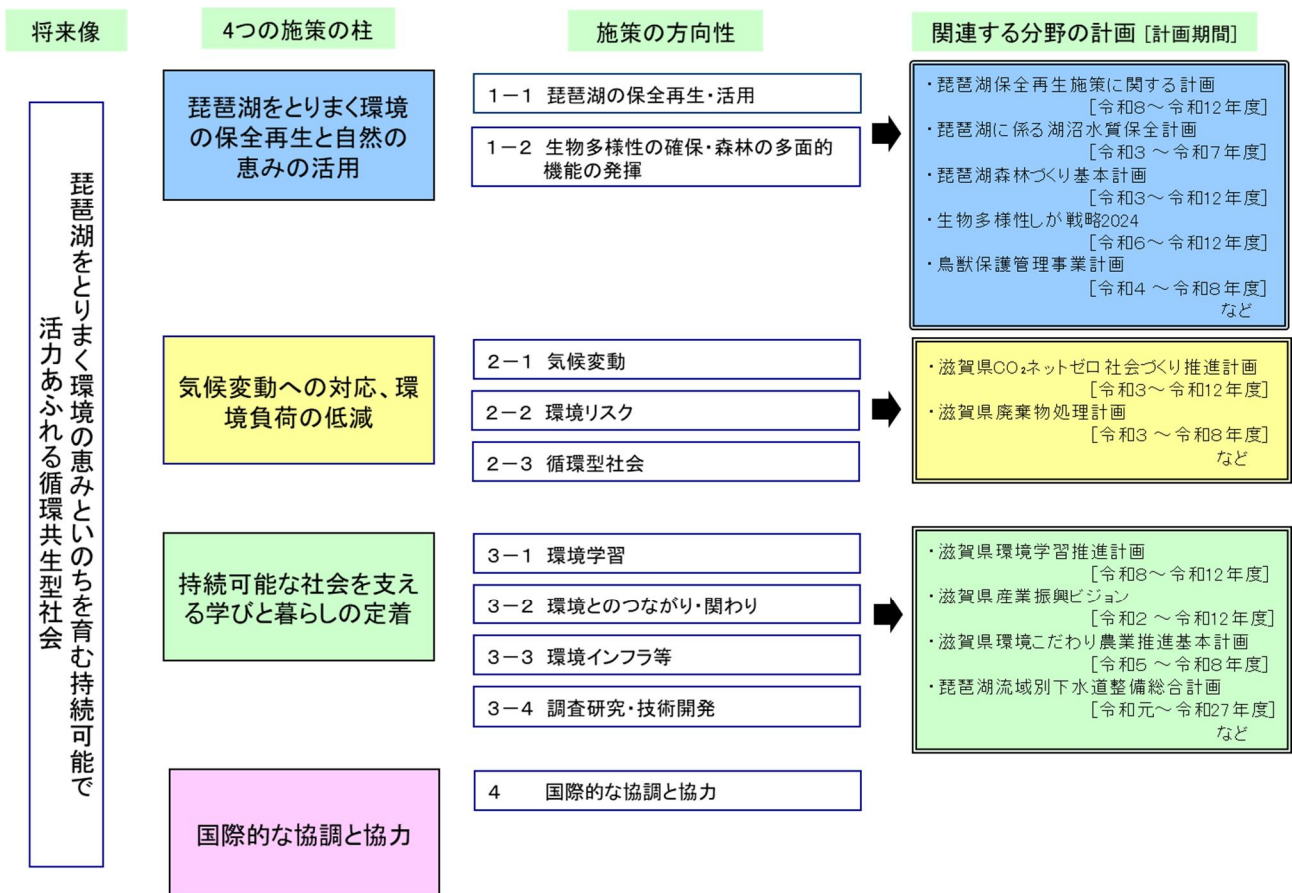 将来像
4つの施策の柱
施策の方向性
関連する分野の計画 [計画期間]
琵琶湖をとりまく環境の恵みといのちを育む持続可能で
活力あふれる循環共生型社会
琵琶湖をとりまく環境
の保全再生と自然の
恵みの活用
1－1 琵琶湖の保全再生・活用
1－2 生物多様性の確保・森林の多面的
機能の発揮
・琵琶湖保全再生施策に関する計画
[令和8～令和12年度]
・琵琶湖に係る湖沼水質保全計画
[令和3～令和7年度]
・琵琶湖森林づくり基本計画
[令和3～令和12年度]
・生物多様性しが戦略2024
[令和6～令和12年度]
・鳥獣保護管理事業計画
[令和4～令和8年度]
など
気候変動への対応、環
境負荷の低減
2－1 気候変動
2－2 環境リスク
2－3 循環型社会
・滋賀県CO₂ネットゼロ社会づくり推進計画
[令和3～令和12年度]
・滋賀県廃棄物処理計画
[令和3～令和8年度]
など
持続可能な社会を支え
る学びと暮らしの定着
3－1 環境学習
3－2 環境とのつながり・関わり
3－3 環境インフラ等
3－4 調査研究・技術開発
・滋賀県環境学習推進計画
[令和8～令和12年度]
・滋賀県産業振興ビジョン
[令和2～令和12年度]
・滋賀県環境こだわり農業推進基本計画
[令和5～令和8年度]
・琵琶湖流域別下水道整備総合計画
[令和元～令和27年度]
など
国際的な協調と協力
4 国際的な協調と協力